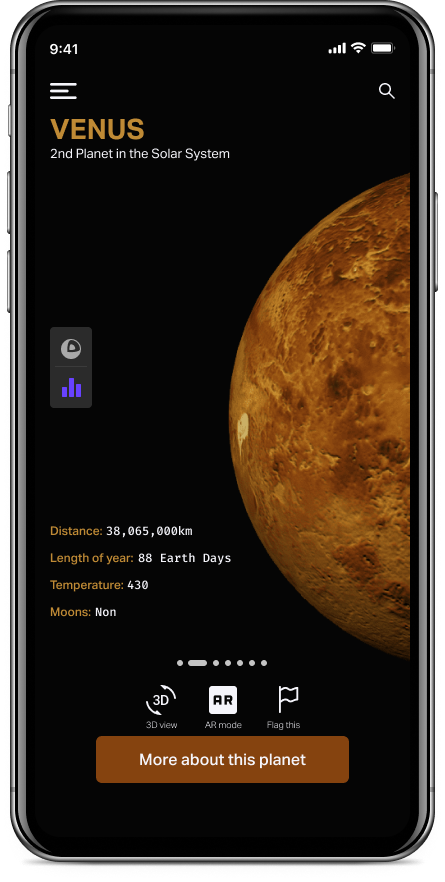 9:41
VENUS
2nd Planet in the Solar System
Distance: 38,065,000km
Length of year: 88 Earth Days
Temperature: 430
Moons: Non
3D
AR
3D view
AR mode
Flag this
More about this planet